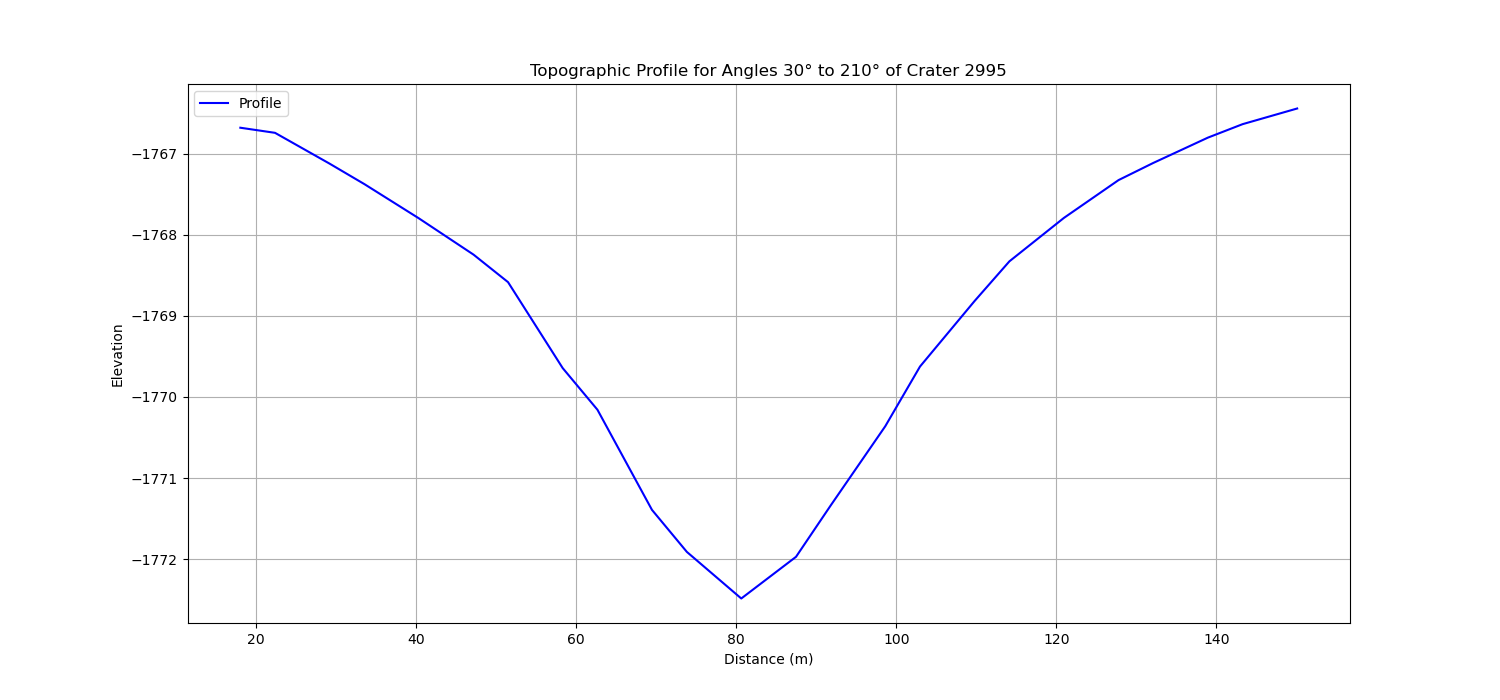 Topographic Profile for Angles 30° to 210° of Crater 2995
Profile
−1767
−1768
−1769
−1770
−1771
−1772
Elevation
20 40 60 80 100 120 140
Distance (m)